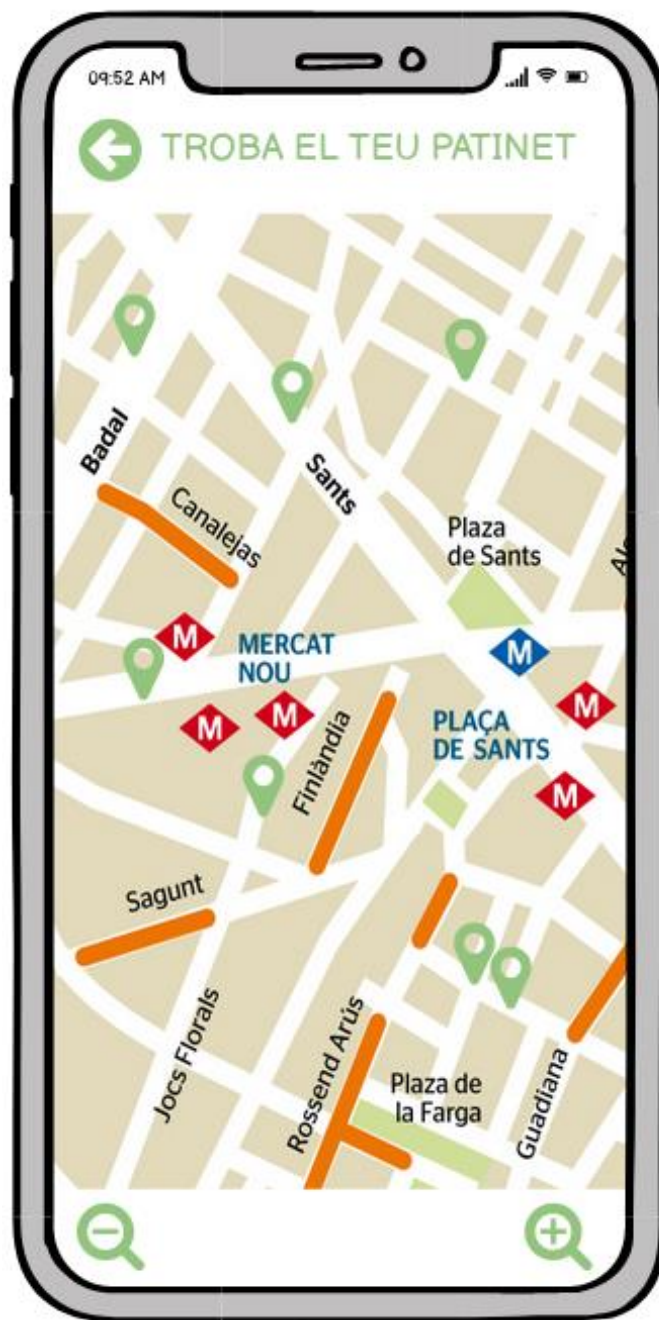 09:52 AM
TROBA EL TEU PATINET
Badal
Canalejas
Sants
Plaza
de Sants
M
MERCAT
NOU
M
M
M
PLAÇA
DE SANTS
M
M
Finlàndia
Sagunt
Jocs Florals
Rossend Arús
Plaza de
la Farga
Guadiana